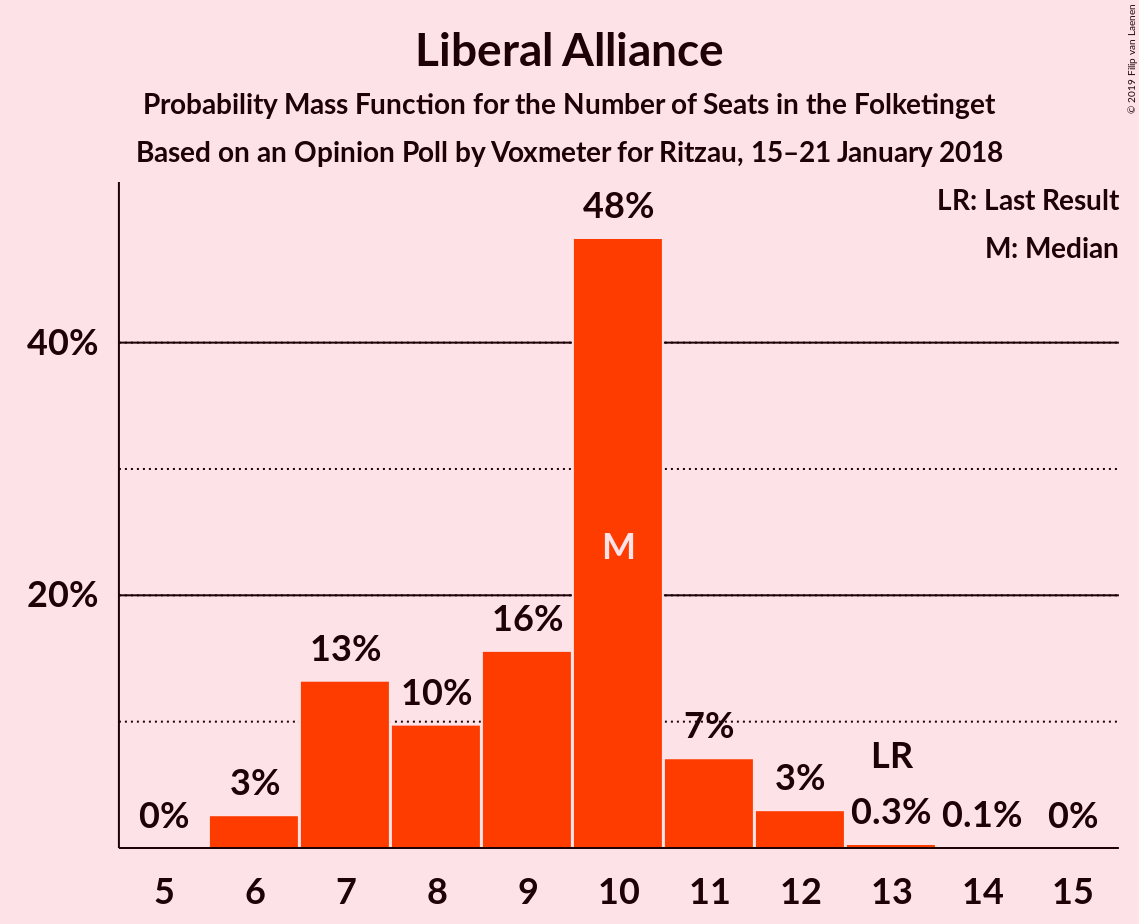 Liberal Alliance
Probability Mass Function for the Number of Seats in the Folketinget
Based on an Opinion Poll by Voxmeter for Ritzau, 15–21 January 2018
© 2019 Filip van Laenen
LR: Last Result
M: Median
48%
40%
M
20%
16%
13%
10%
7%
3%
3%
LR
0%
0.3%
0.1%
0%
5 6 7 8 9 10 11 12 13 14 15